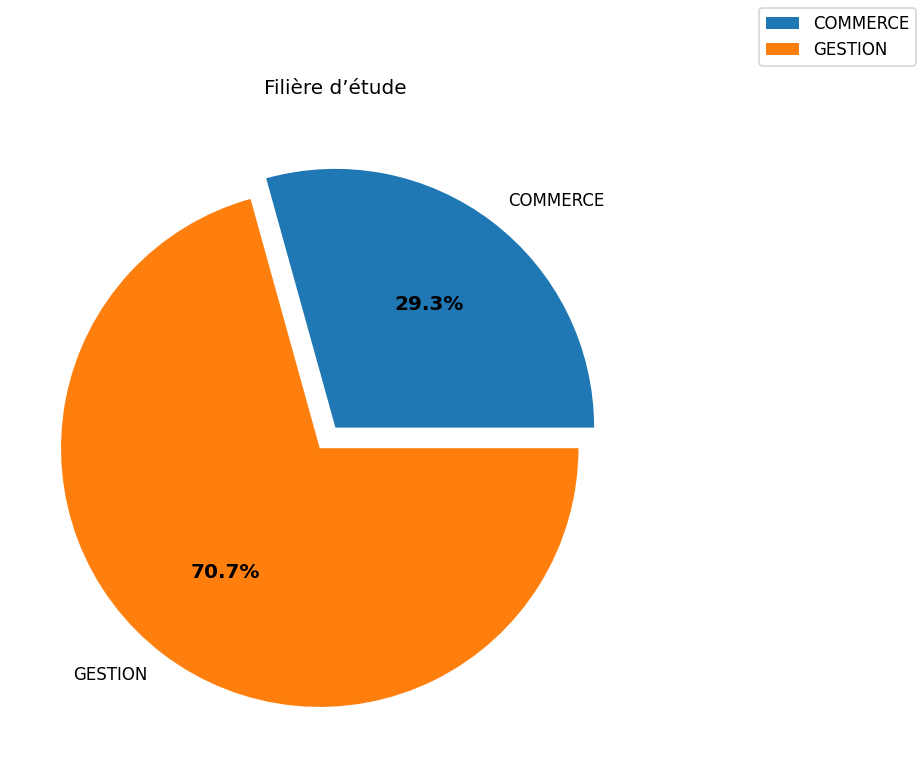 COMMERCE
GESTION
Filière d’étude
COMMERCE
29.3%
70.7%
GESTION